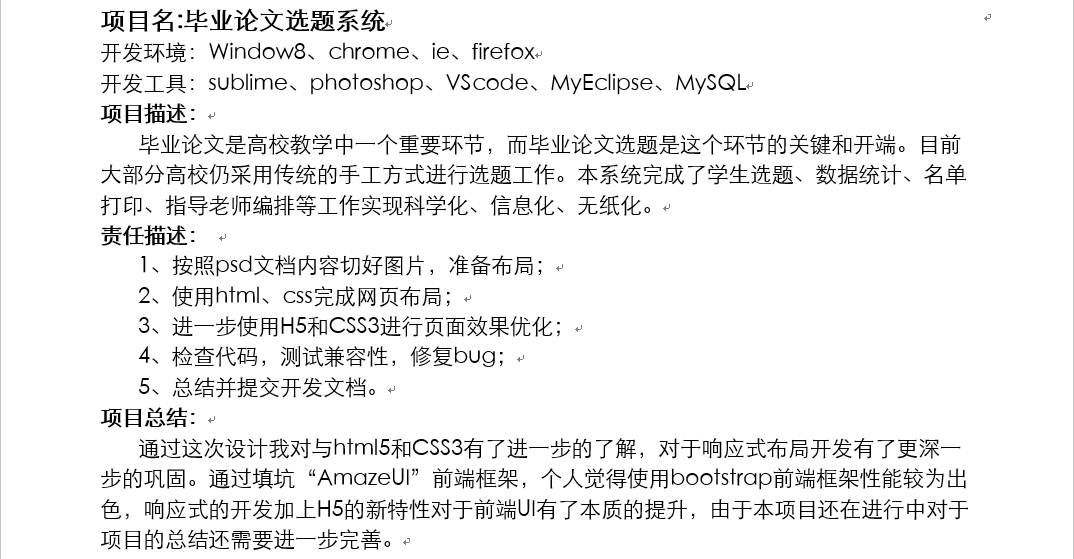 项目名:毕业论文选题系统
开发环境：Window8、chrome、ie、firefox
开发工具：sublime、photoshop、VScode、MyEclipse、MySQL
项目描述：
毕业论文是高校教学中一个重要环节，而毕业论文选题是这个环节的关键和开端。目前
大部分高校仍采用传统的手工方式进行选题工作。本系统完成了学生选题、数据统计、名单
打印、指导老师编排等工作实现科学化、信息化、无纸化。
责任描述：
1、按照psd文档内容切好图片，准备布局；
2、使用html、css完成网页布局；
3、进一步使用H5和CSS3进行页面效果优化；
4、检查代码，测试兼容性，修复bug；
5、总结并提交开发文档。
项目总结：
通过这次设计我对与html5和CSS3有了进一步的了解，对于响应式布局开发有了更深一
步的巩固。通过填坑“AmazeUI”前端框架，个人觉得使用bootstrap前端框架性能较为出
色，响应式的开发加上H5的新特性对于前端UI有了本质的提升，由于本项目还在进行中对于
项目的总结还需要进一步完善。